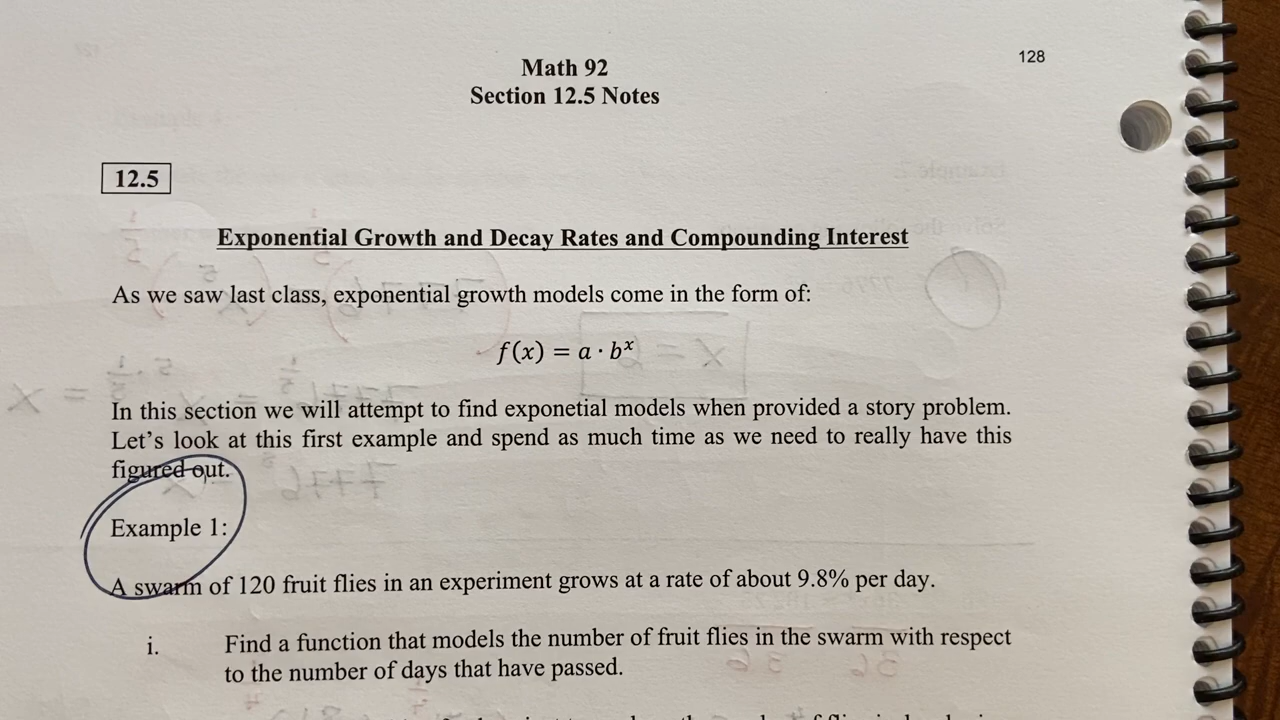 128
Math 92
Section 12.5 Notes
12.5
Exponential Growth and Decay Rates and Compounding Interest
As we saw last class, exponential growth models come in the form of:
f(x) = a · b^x
In this section we will attempt to find exponetial models when provided a story problem.
Let’s look at this first example and spend as much time as we need to really have this
figured out.
Example 1:
A swarm of 120 fruit flies in an experiment grows at a rate of about 9.8% per day.
i. Find a function that models the number of fruit flies in the swarm with respect
to the number of days that have passed.